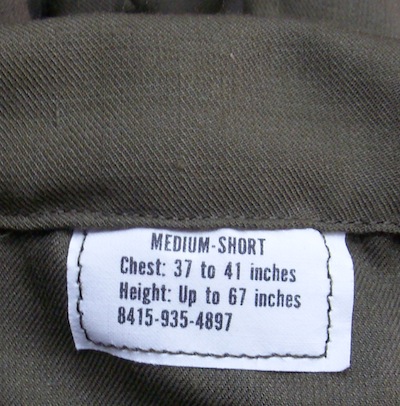 MEDIUM-SHORT
Chest: 37 to 41 inches
Height: Up to 67 inches
8415-935-4897